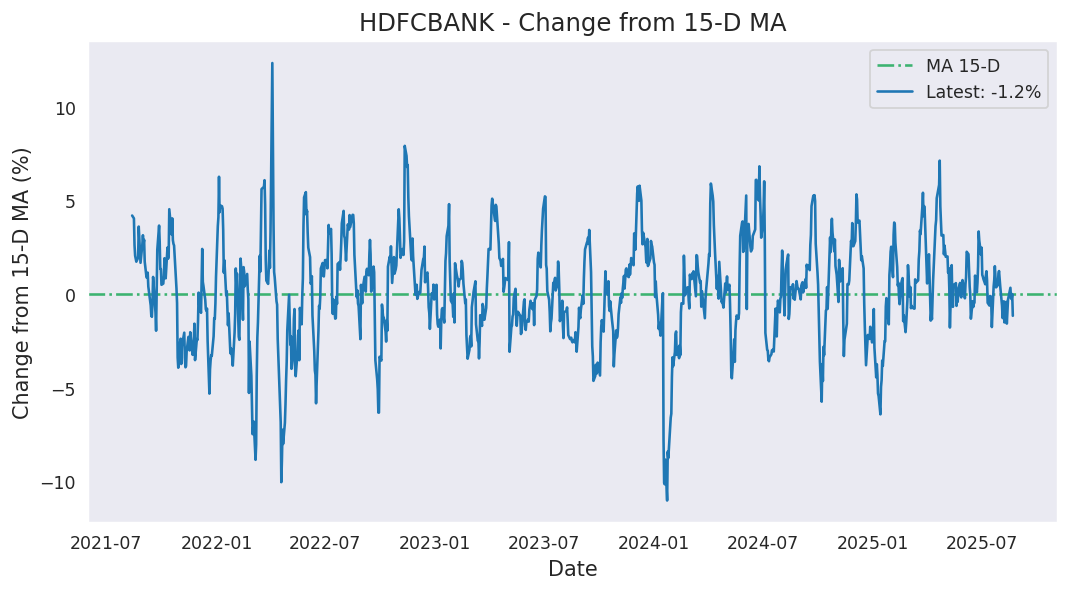 HDFCBANK - Change from 15-D MA
MA 15-D
Latest: -1.2%
Change from 15-D MA (%)
10
5
0
−5
−10
2021-07
2022-01
2022-07
2023-01
2023-07
2024-01
2024-07
2025-01
2025-07
Date